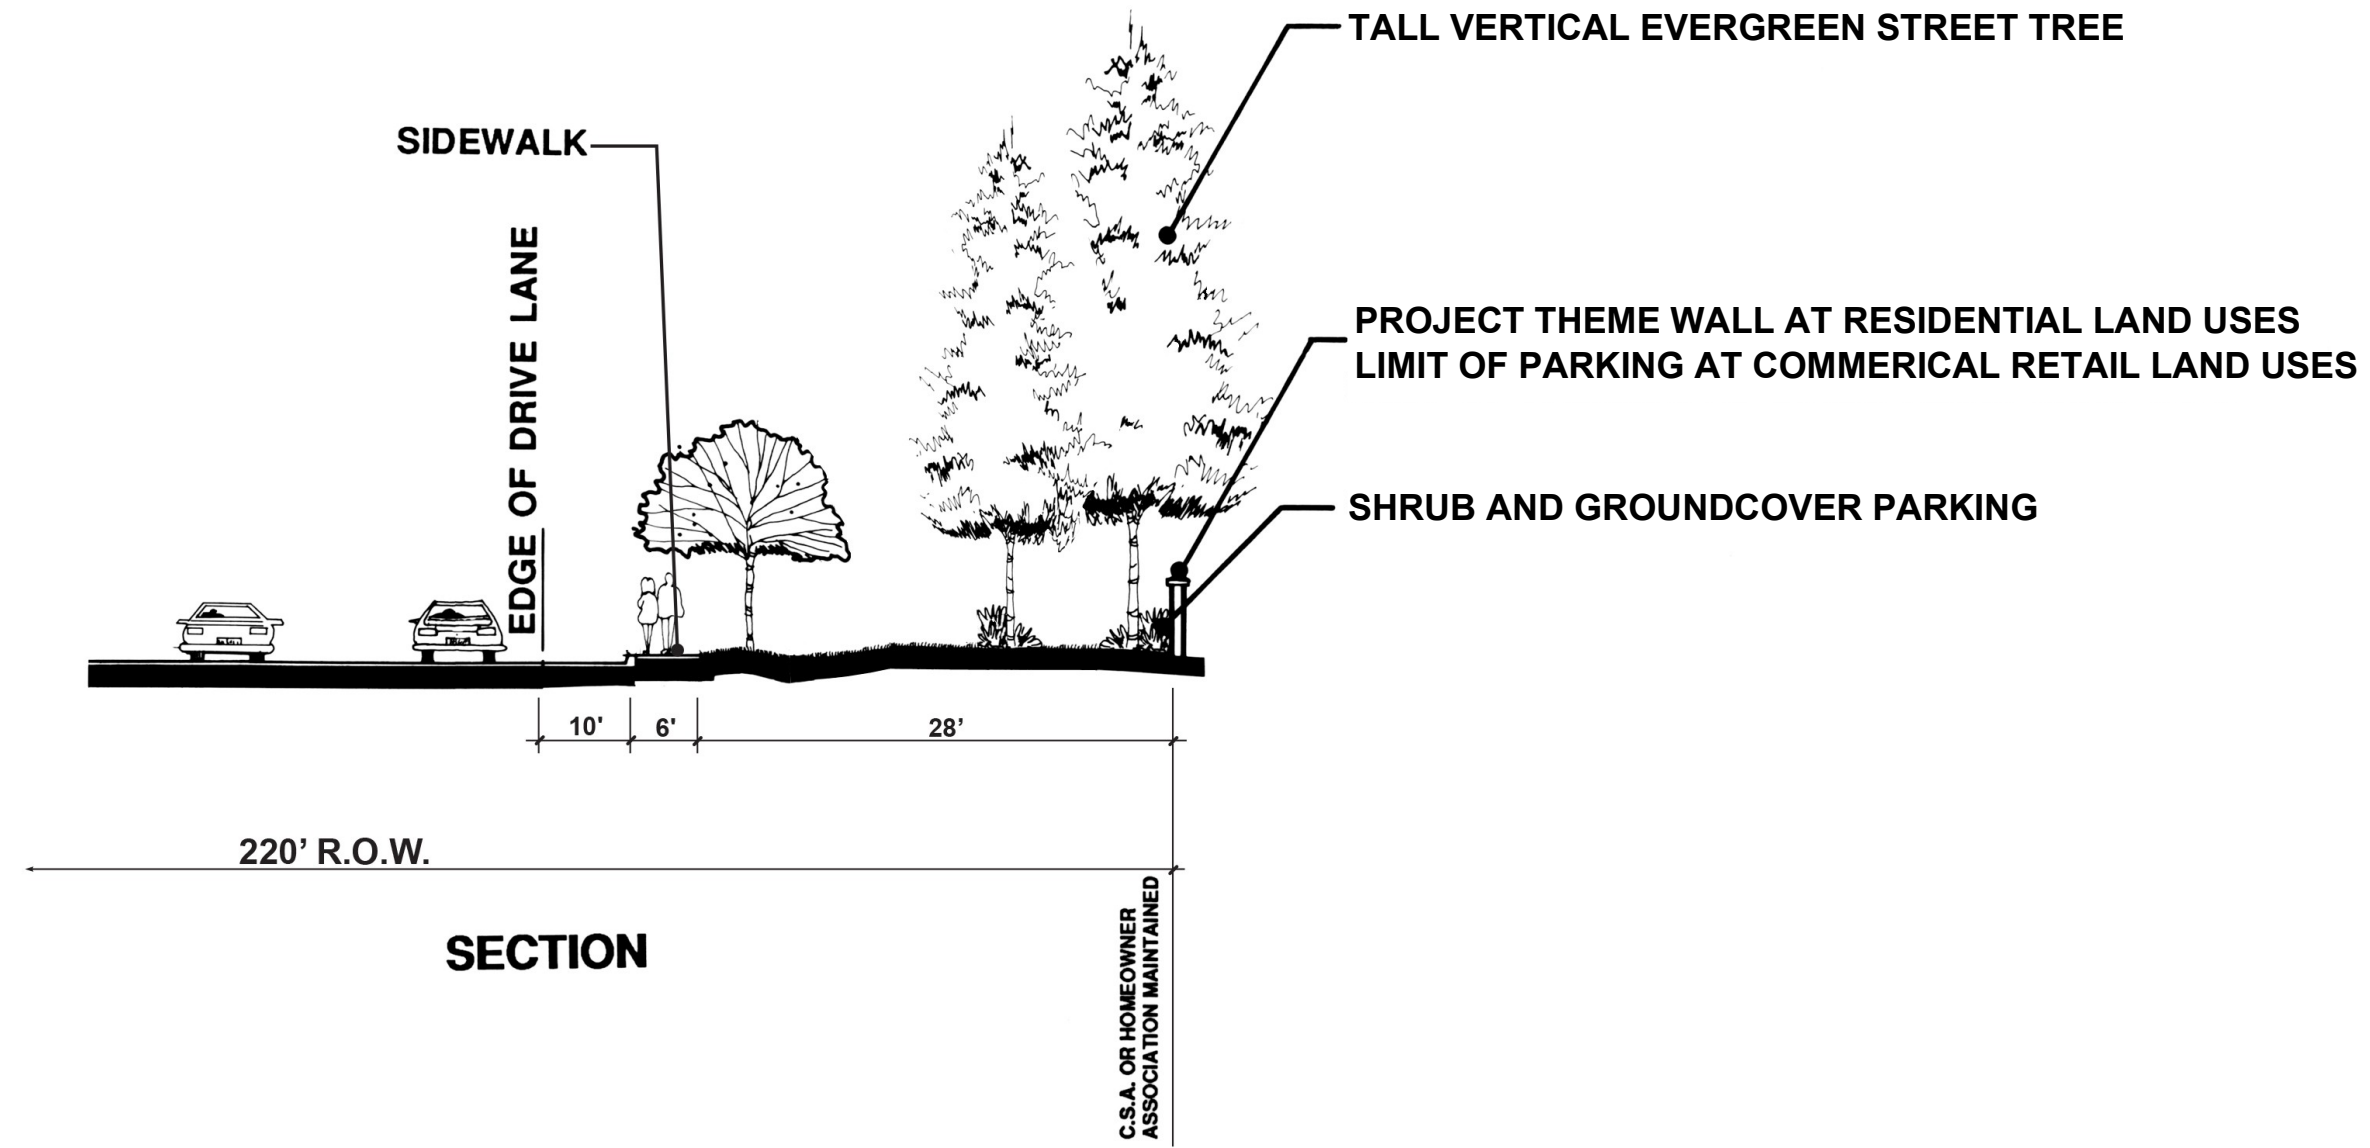 TALL VERTICAL EVERGREEN STREET TREE
SIDEWALK
EDGE OF DRIVE LANE
PROJECT THEME WALL AT RESIDENTIAL LAND USES
LIMIT OF PARKING AT COMMERICAL RETAIL LAND USES
SHRUB AND GROUNDCOVER PARKING
10'
6'
28’
220’ R.O.W.
SECTION
C.S.A. OR HOMEOWNER
ASSOCIATION MAINTAINED